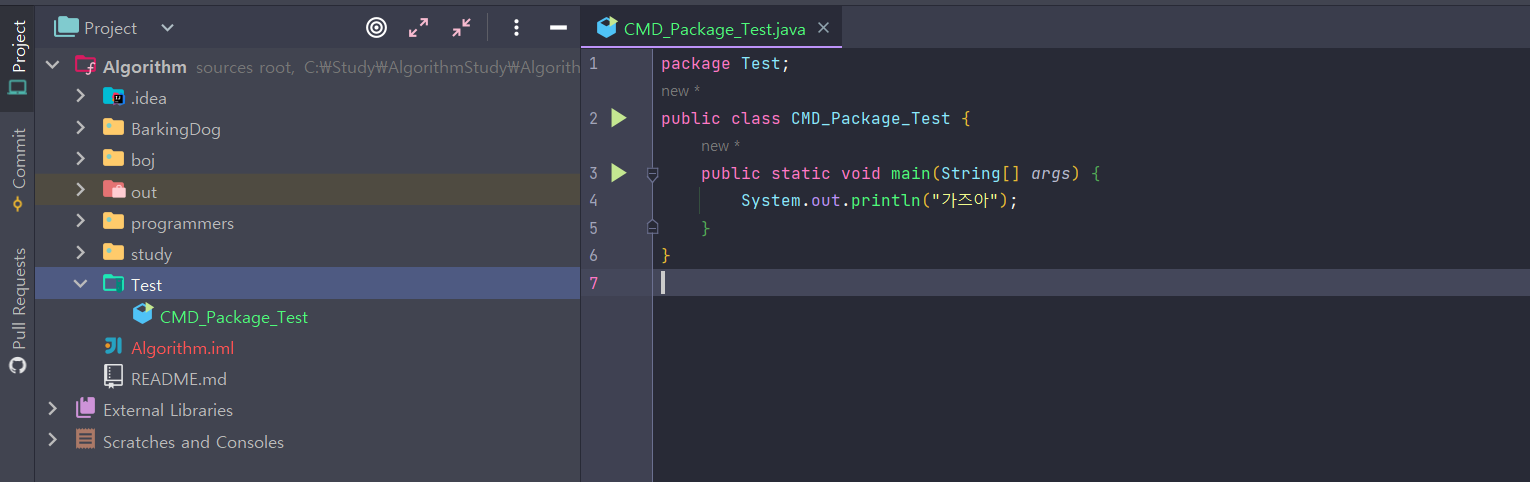 Project
Commit
Pull Requests
Project
Algorithm sources root, C:₩Study₩AlgorithmStudy₩Algorith
.idea
BarkingDog
boj
out
programmers
study
Test
CMD_Package_Test
Algorithm.iml
README.md
External Libraries
Scratches and Consoles
CMD_Package_Test.java
1 package Test;
new *
2 public class CMD_Package_Test {
new *
3 public static void main(String[] args) {
4 System.out.println("가즈아");
5 }
6 }
7